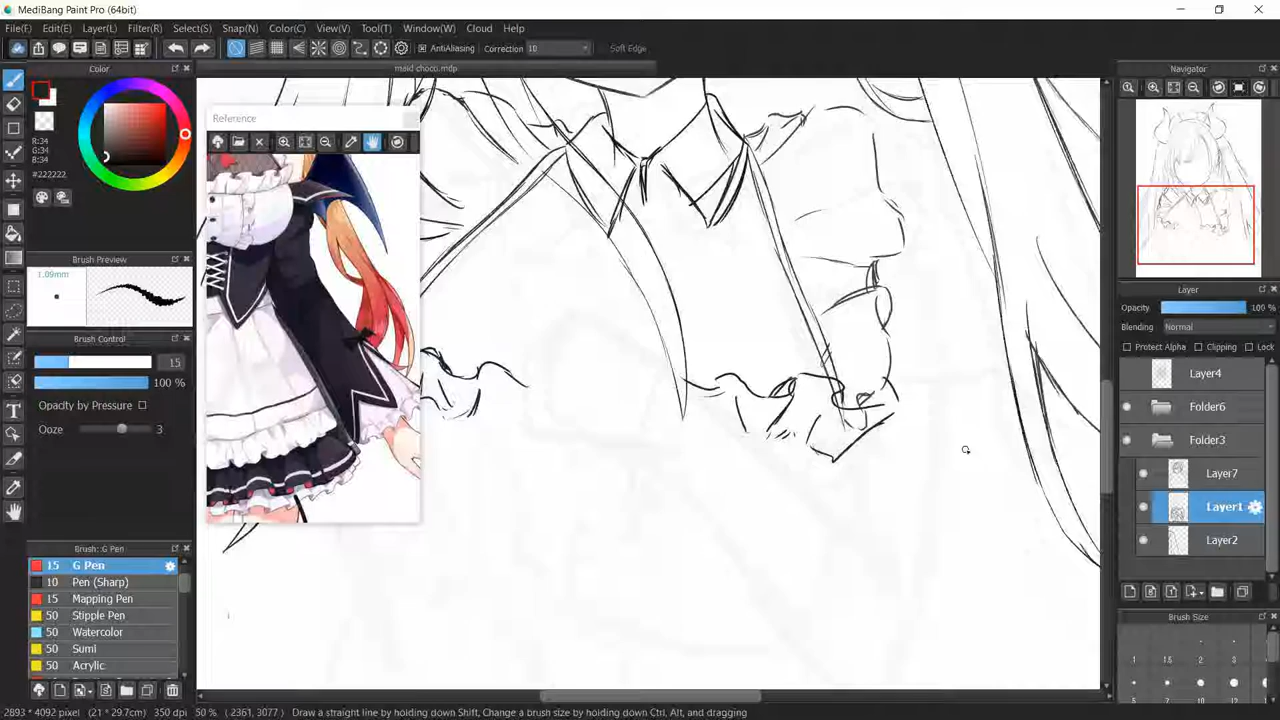 MediBang Paint Pro (64bit)
File(F) Edit(E) Layer(L) Filter(R) Select(S) Snap(N) Color(C) View(V) Tool(T) Window(W) Cloud Help
AntiAliasing Correction 10 Soft Edge
Color
maid choco.mdp
Navigator
Reference
R:34
G:34
B:34
#222222
Brush Preview
1.09mm
Layer
Opacity 100 %
Blending Normal
Protect Alpha Clipping Lock
Brush Control
15
100 %
Opacity by Pressure
Ooze 3
Layer4
Folder6
Folder3
Layer7
Layer1
Layer2
Brush: G Pen
15 G Pen
10 Pen (Sharp)
15 Mapping Pen
50 Stipple Pen
50 Watercolor
50 Sumi
50 Acrylic
Brush Size
1 1.5 2 3
4 7 10 12
2893 * 4092 pixel (21 * 29.7cm) 350 dpi 50 % ( 2361, 3077 ) Draw a straight line by holding down Shift, Change a brush size by holding down Ctrl, Alt, and dragging